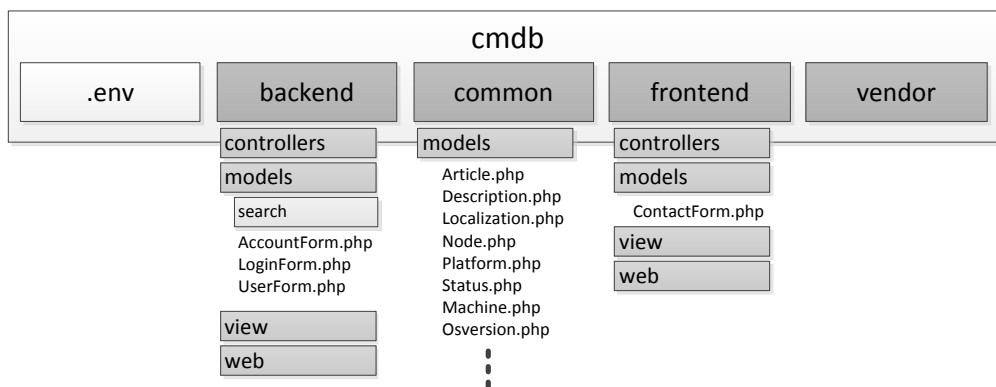 cmdb
.env
backend
common
frontend
vendor
controllers
models
search
AccountForm.php
LoginForm.php
UserForm.php
view
web
models
Article.php
Description.php
Localization.php
Node.php
Platform.php
Status.php
Machine.php
Osversion.php
controllers
models
ContactForm.php
view
web